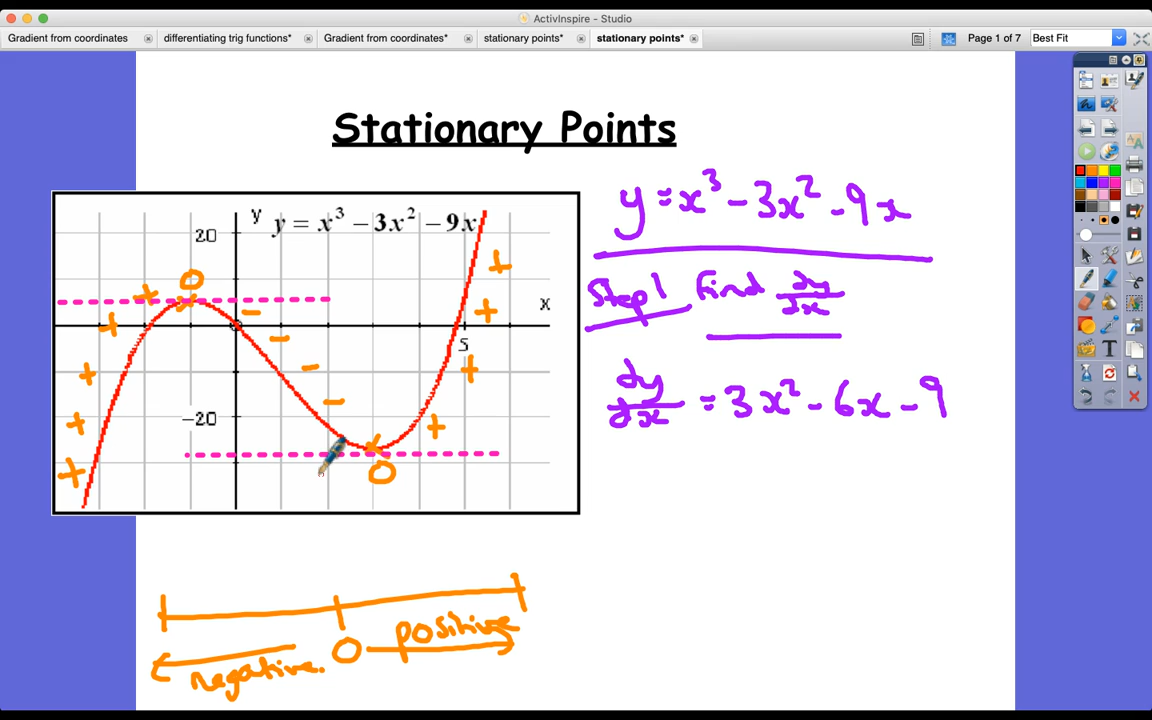 ActivInspire - Studio
Gradient from coordinates
differentiating trig functions*
Gradient from coordinates*
stationary points*
stationary points*
Page 1 of 7
Best Fit
Stationary Points
y = x³ - 3x² - 9x
Step 1 Find dy/dx
dy/dx = 3x² - 6x - 9
y
y = x³ - 3x² - 9x
20
0
+ +
+ + + -
x
+ -
5
+ - +
-
-20
+ +
+ 0
positive
0
negative.
A
T